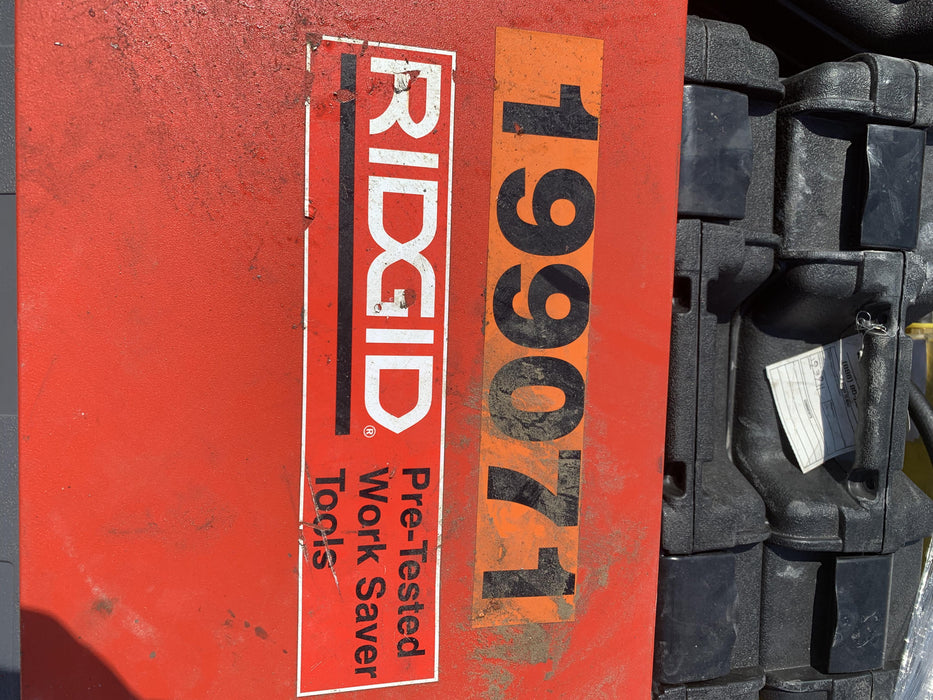 199071
RIDGID®
Pre-Tested
Work Saver
Tools